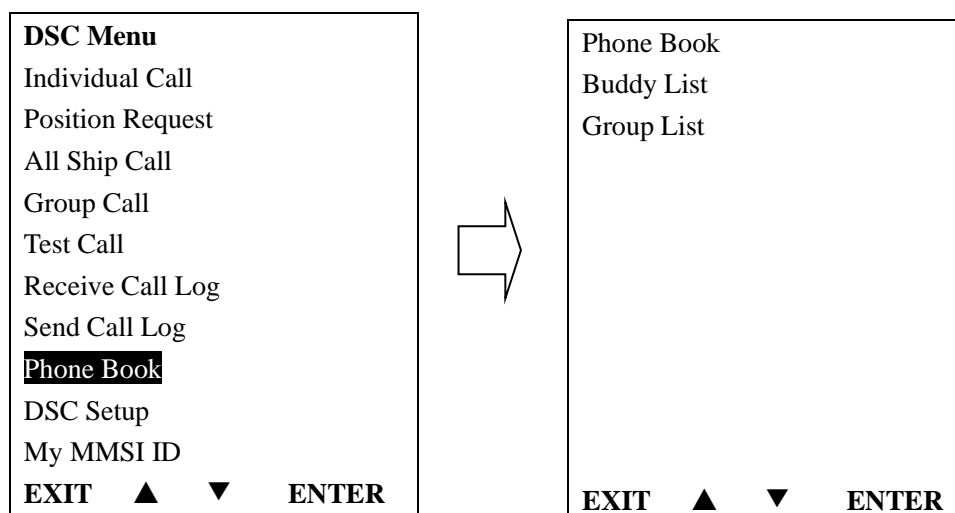 DSC Menu
Individual Call
Position Request
All Ship Call
Group Call
Test Call
Receive Call Log
Send Call Log
Phone Book
DSC Setup
My MMSI ID
EXIT ▲ ▼ ENTER
Phone Book
Buddy List
Group List
EXIT ▲ ▼ ENTER